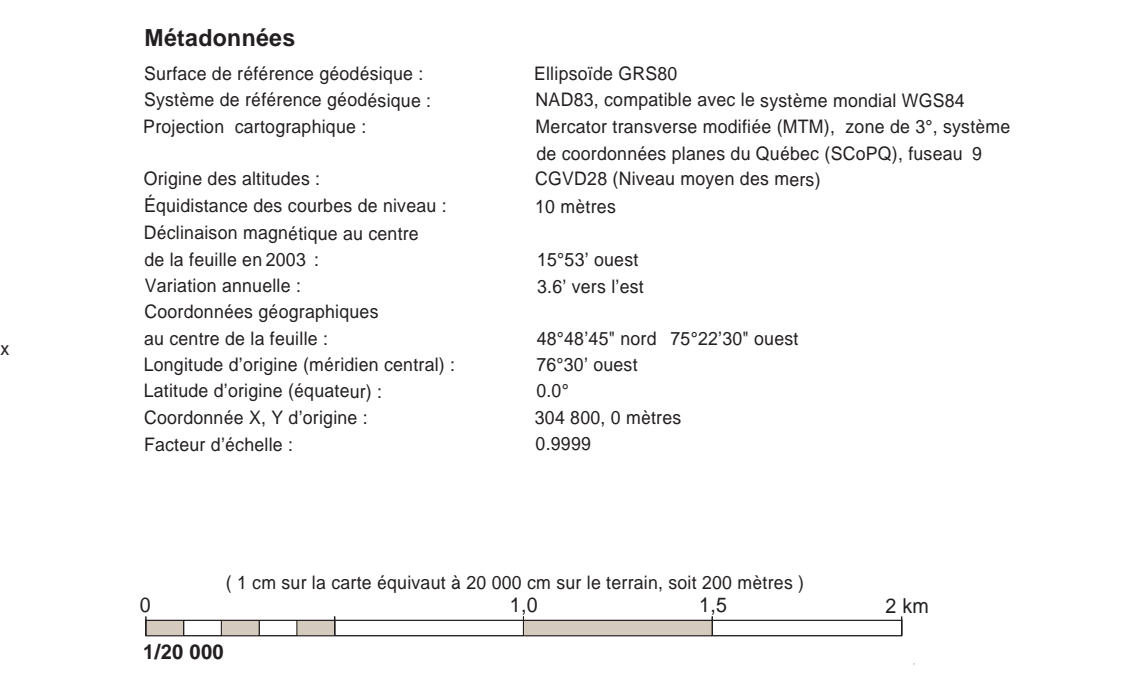 Métadonnées
Surface de référence géodésique : Ellipsoïde GRS80
Système de référence géodésique : NAD83, compatible avec le système mondial WGS84
Projection cartographique : Mercator transverse modifiée (MTM), zone de 3°, système
de coordonnées planes du Québec (SCoPQ), fuseau 9
Origine des altitudes : CGVD28 (Niveau moyen des mers)
Équidistance des courbes de niveau : 10 mètres
Déclinaison magnétique au centre
de la feuille en 2003 : 15°53’ ouest
Variation annuelle : 3.6’ vers l’est
Coordonnées géographiques
au centre de la feuille : 48°48’45" nord 75°22’30" ouest
x
Longitude d’origine (méridien central) : 76°30’ ouest
Latitude d’origine (équateur) : 0.0°
Coordonnée X, Y d’origine : 304 800, 0 mètres
Facteur d’échelle : 0.9999
( 1 cm sur la carte équivaut à 20 000 cm sur le terrain, soit 200 mètres )
0 1,0 1,5 2 km
1/20 000